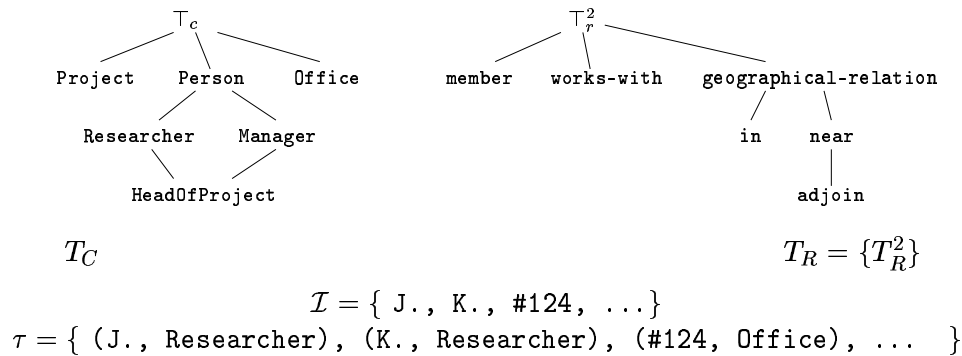 ⊤c ⊤²r
Project Person Office member works-with geographical-relation
Researcher Manager in near
HeadOfProject adjoin
T_C T_R = {T²_R}
ℐ = { J., K., #124, ...}
τ = { (J., Researcher), (K., Researcher), (#124, Office), ... }